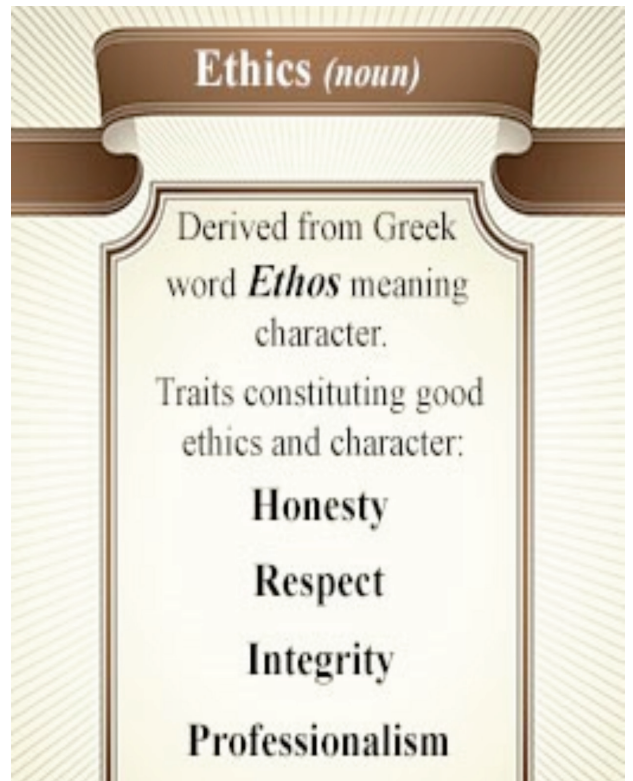 Ethics (noun)
Derived from Greek
word Ethos meaning
character.
Traits constituting good
ethics and character:
Honesty
Respect
Integrity
Professionalism